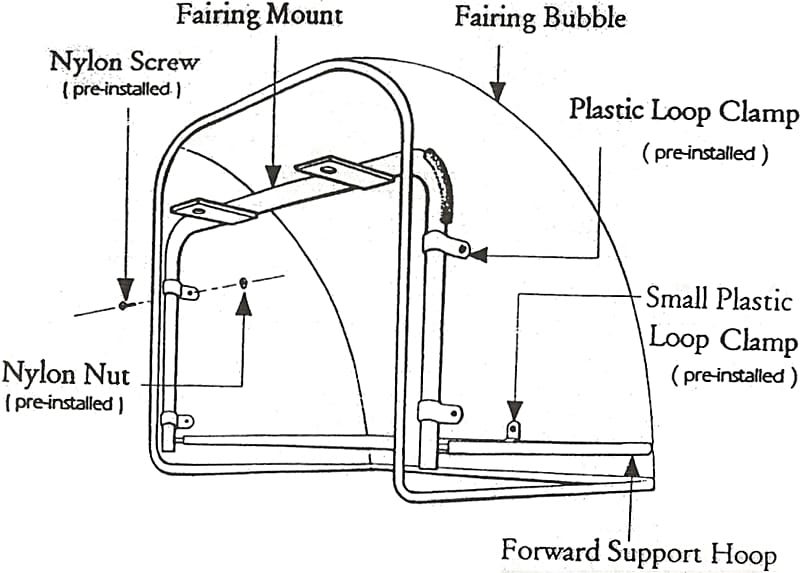 Fairing Mount
Fairing Bubble
Nylon Screw
( pre-installed )
Plastic Loop Clamp
( pre-installed )
Small Plastic
Loop Clamp
( pre-installed )
Nylon Nut
( pre-installed )
Forward Support Hoop